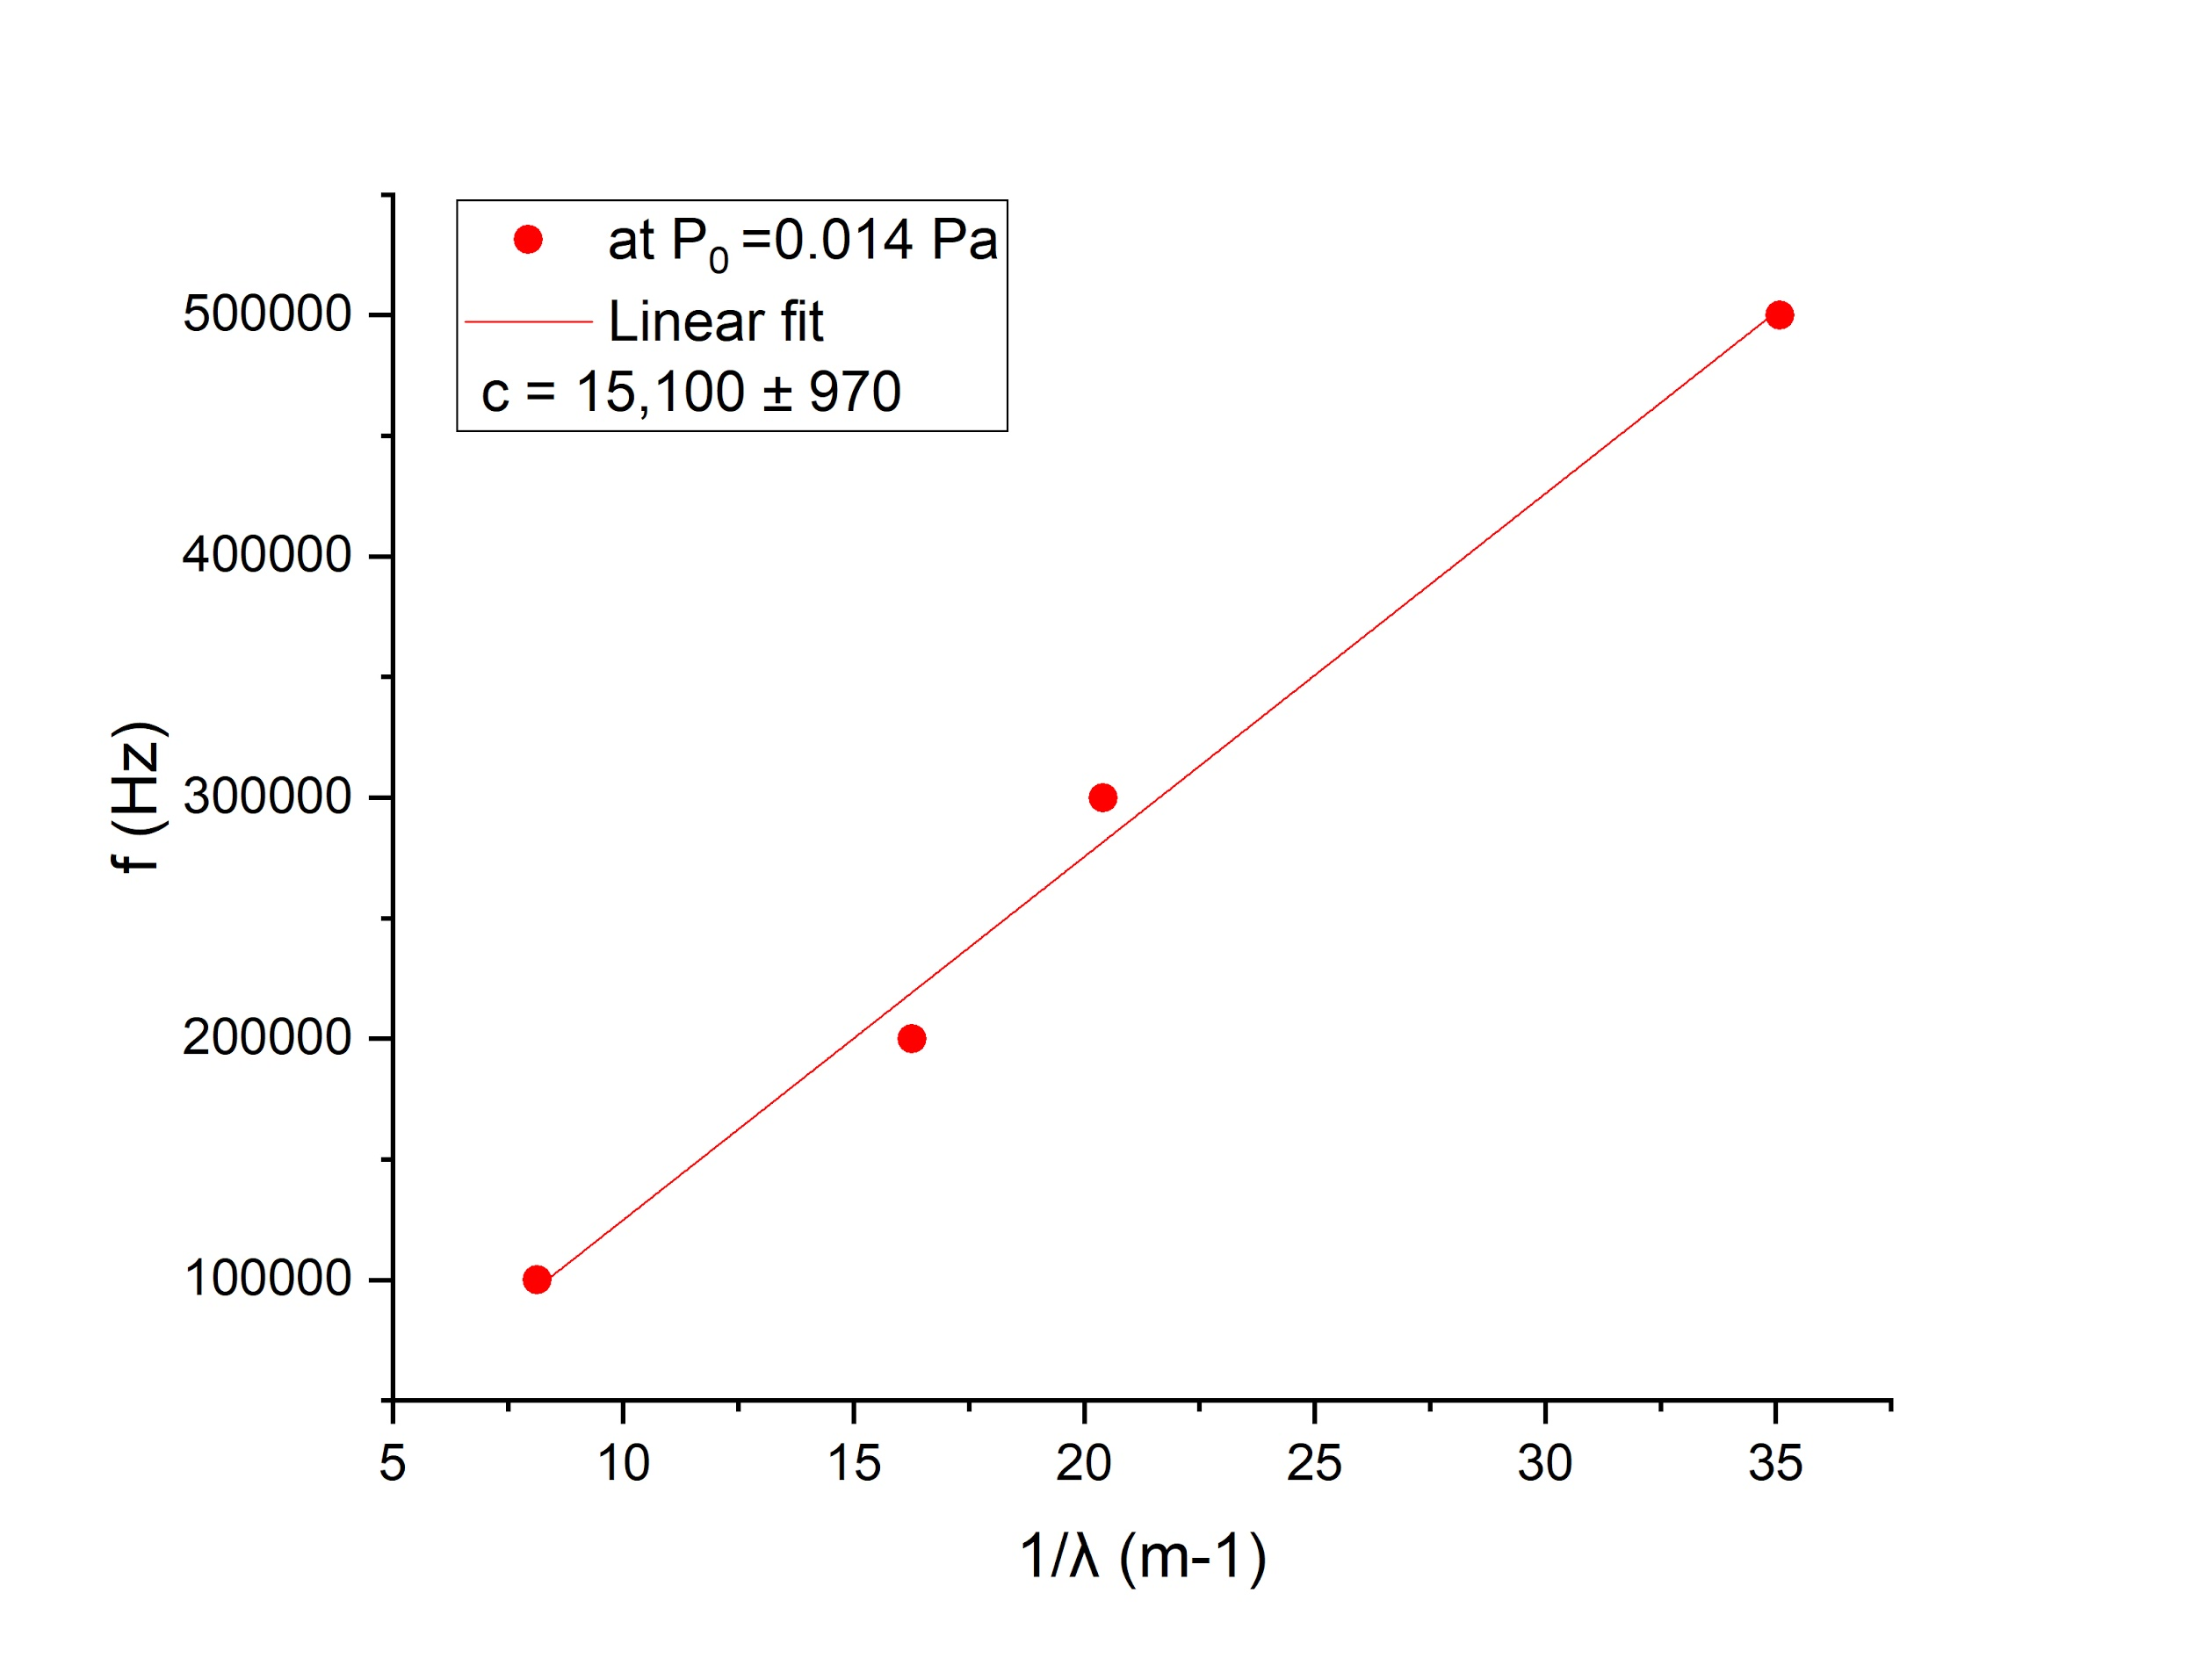 at P₀ =0.014 Pa
Linear fit
c = 15,100 ± 970
f (Hz)
500000
400000
300000
200000
100000
5 10 15 20 25 30 35
1/λ (m-1)